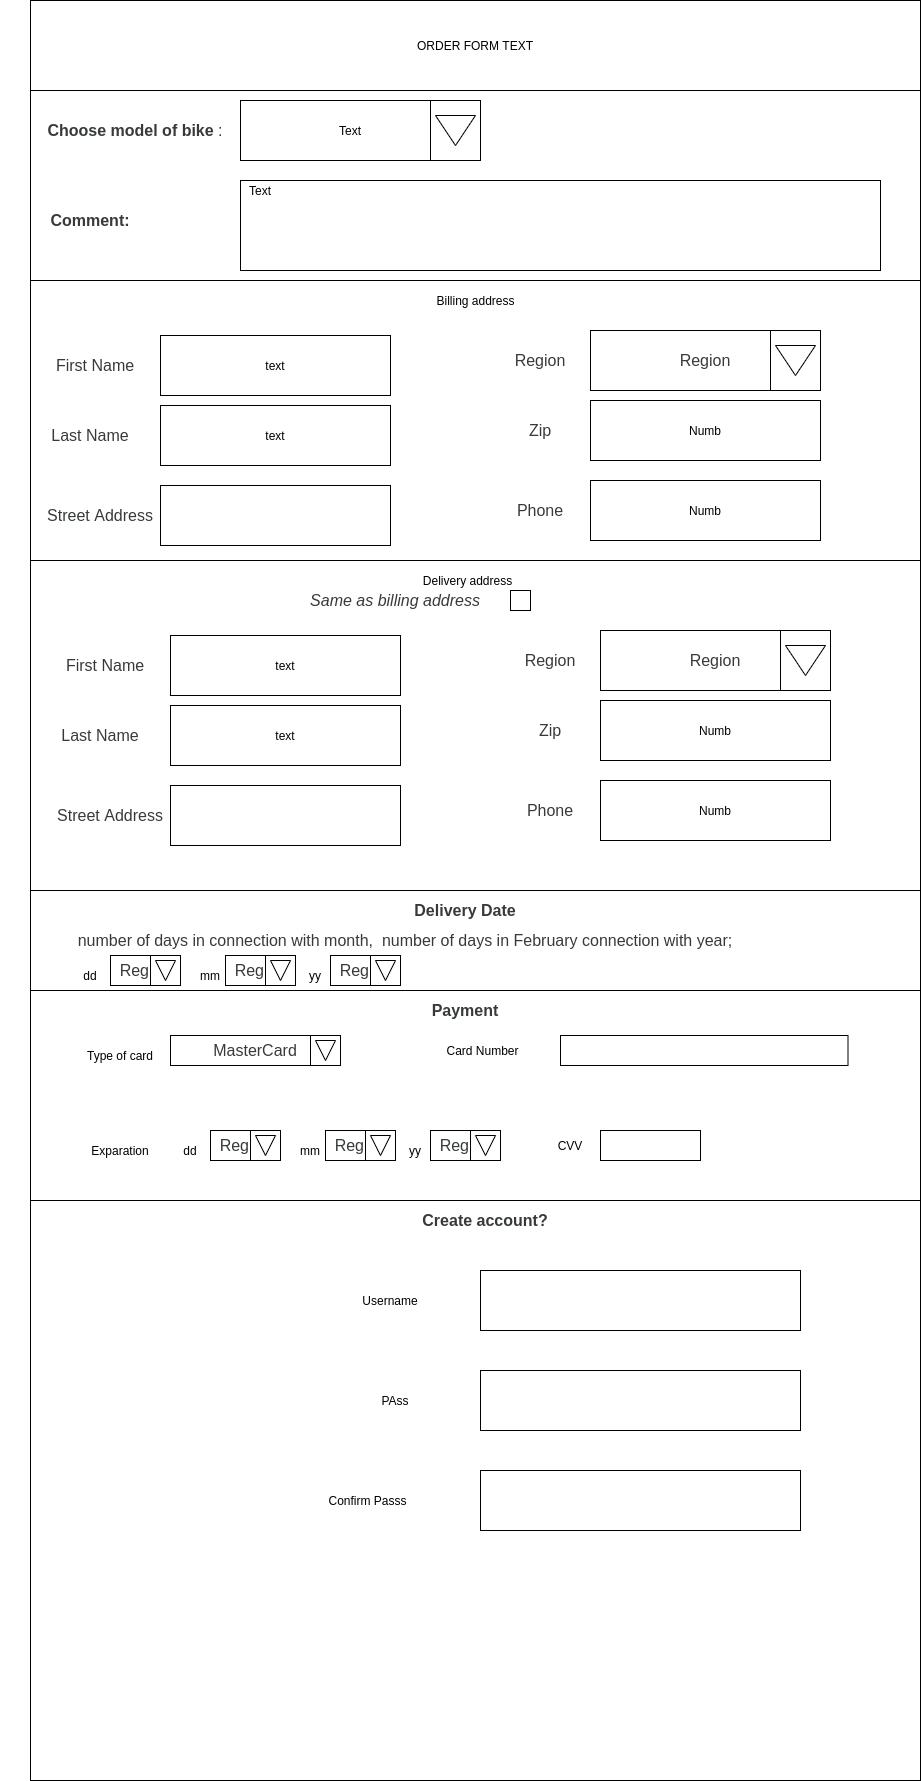 ORDER FORM TEXT
Choose model of bike :
Text
Comment:
Text
Billing address
First Name
text
Region
Region
Last Name
text
Zip
Numb
Street Address
Phone
Numb
Delivery address
Same as billing address
First Name
text
Region
Region
Last Name
text
Zip
Numb
Street Address
Phone
Numb
Delivery Date
number of days in connection with month, number of days in February connection with year;
dd Reg mm Reg yy Reg
Payment
Type of card
MasterCard
Card Number
Exparation dd Reg mm Reg yy Reg CVV
Create account?
Username
PAss
Confirm Passs